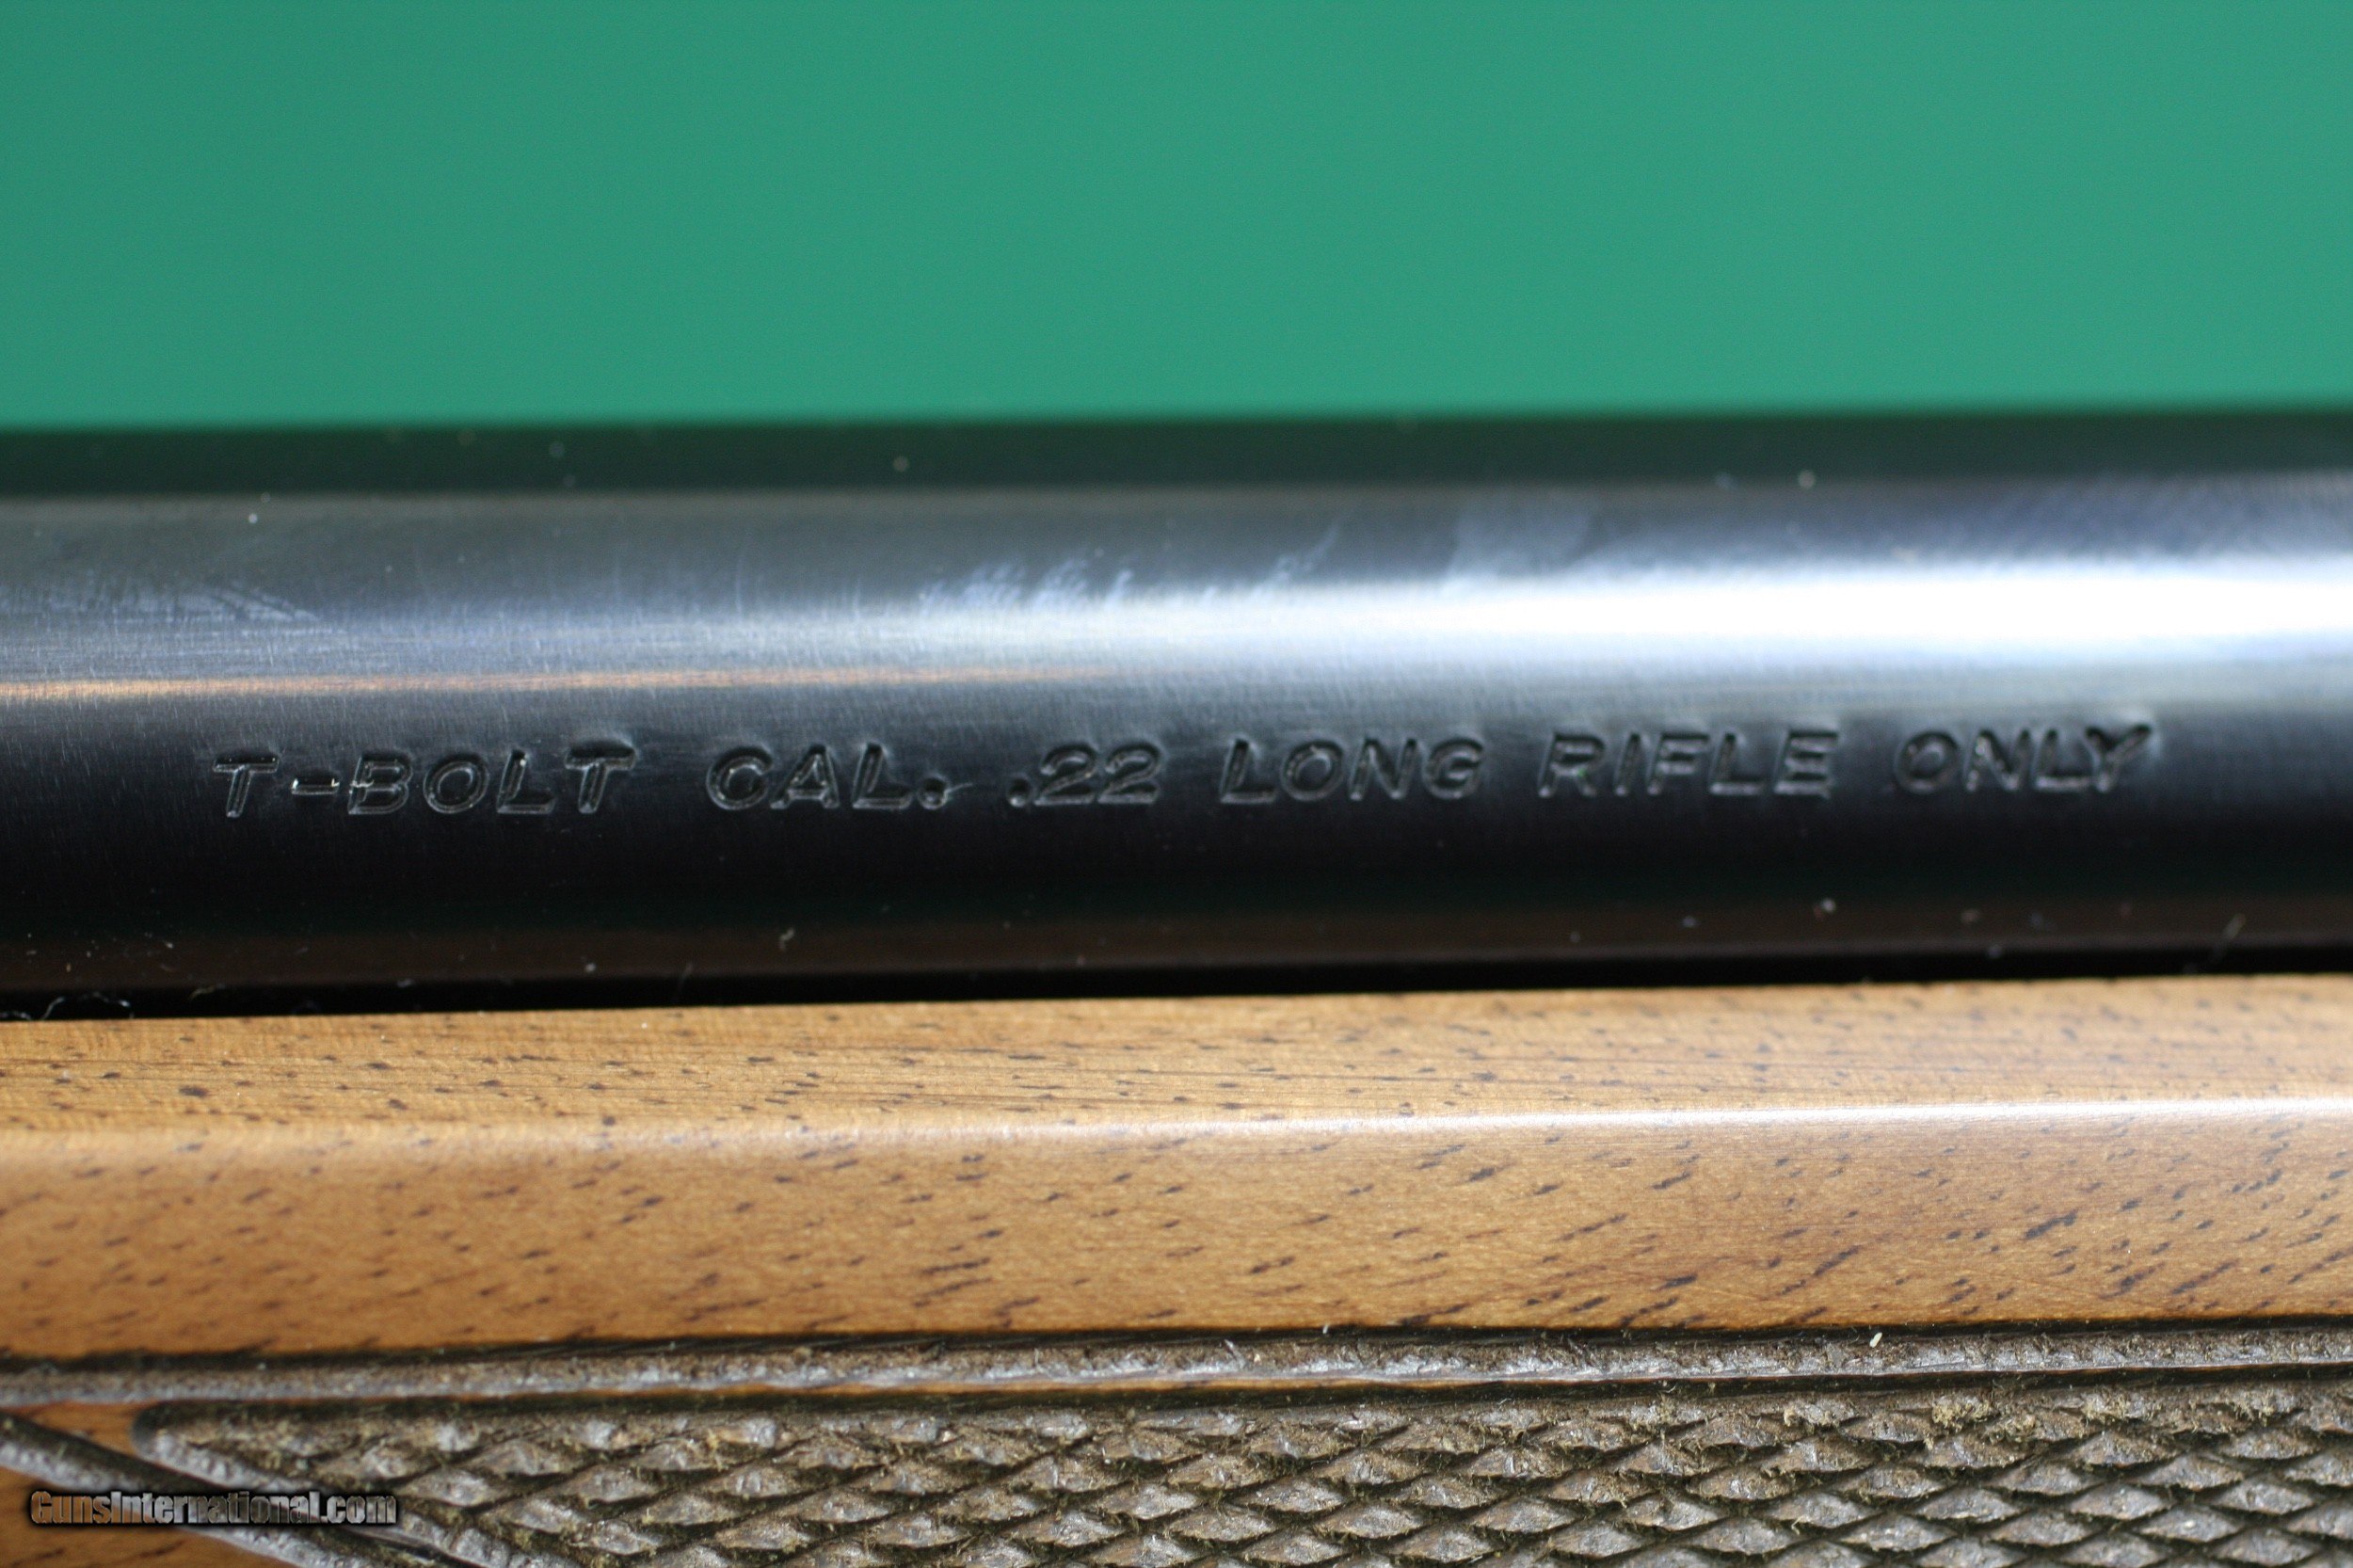 T-BOLT CAL. .22 LONG RIFLE ONLY
GunsInternational.com